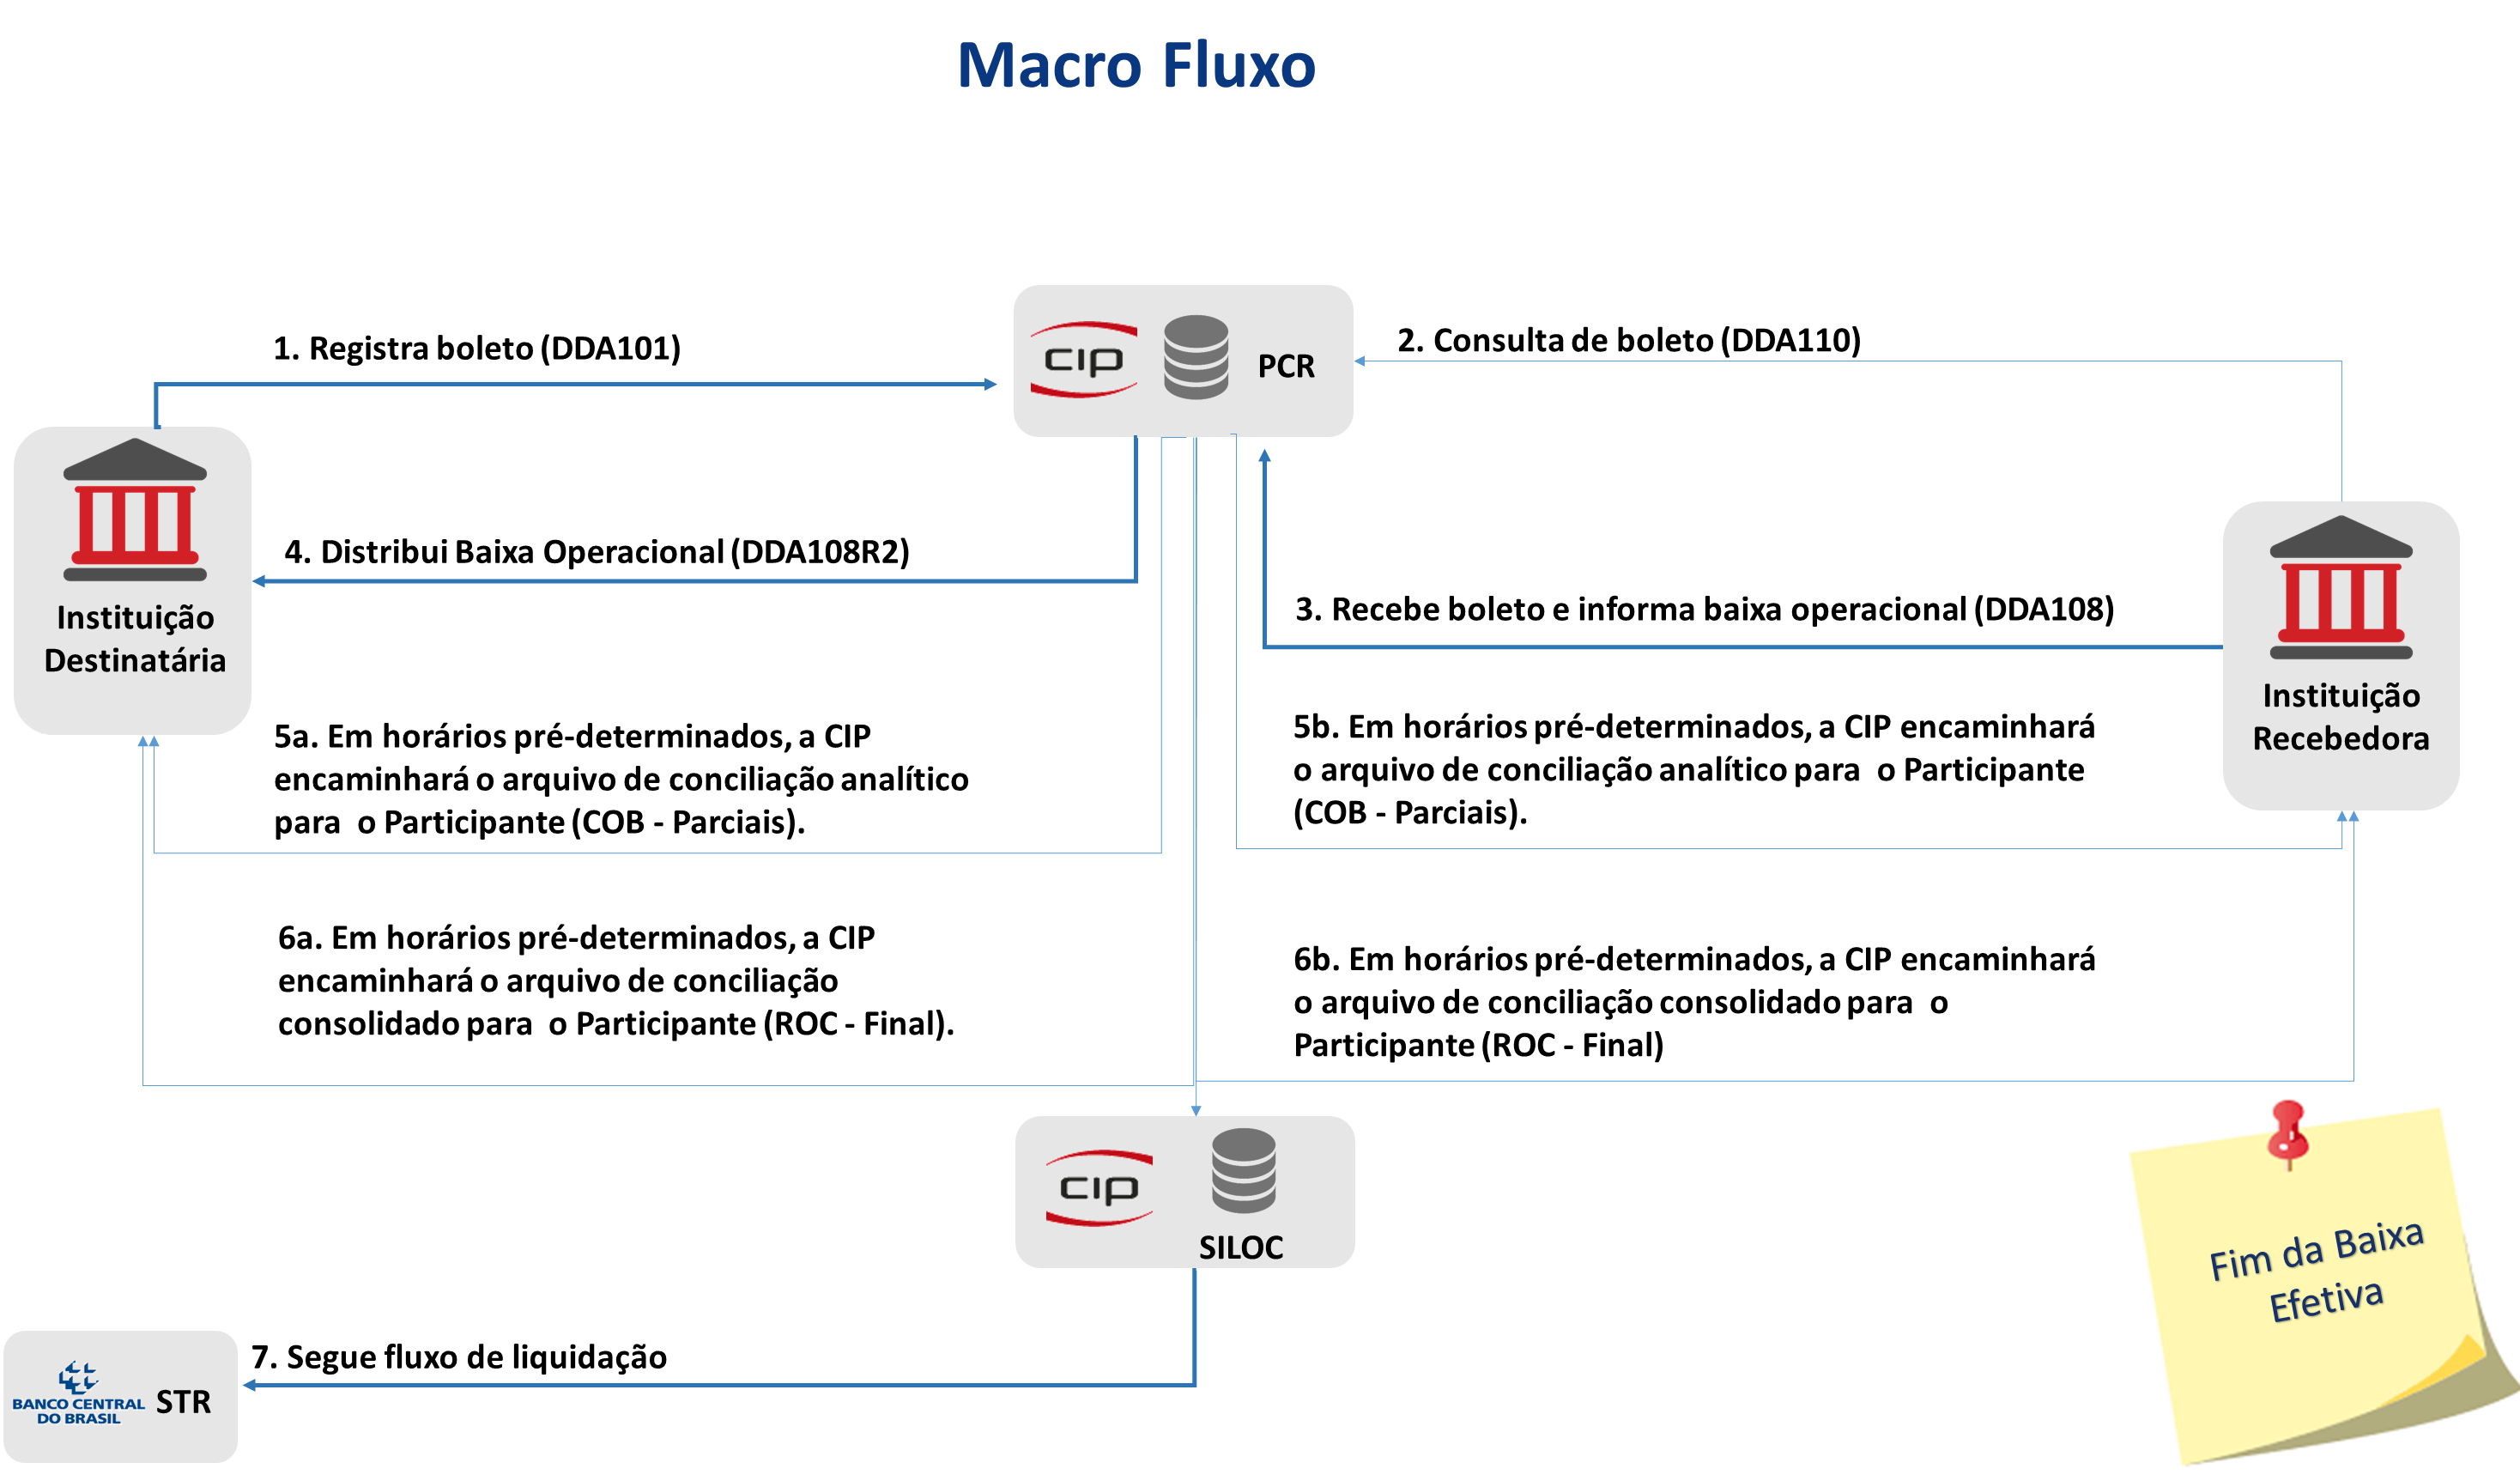 Macro Fluxo
1. Registra boleto (DDA101)
cip
PCR
2. Consulta de boleto (DDA110)
4. Distribui Baixa Operacional (DDA108R2)
Instituição
Destinatária
3. Recebe boleto e informa baixa operacional (DDA108)
Instituição
Recebedora
5a. Em horários pré-determinados, a CIP
encaminhará o arquivo de conciliação analítico
para  o Participante (COB - Parciais).
5b. Em horários pré-determinados, a CIP encaminhará
o arquivo de conciliação analítico para  o Participante
(COB - Parciais).
6a. Em horários pré-determinados, a CIP
encaminhará o arquivo de conciliação
consolidado para  o Participante (ROC - Final).
6b. Em horários pré-determinados, a CIP encaminhará
o arquivo de conciliação consolidado para  o
Participante (ROC - Final)
cip
SILOC
Fim da Baixa
Efetiva
7. Segue fluxo de liquidação
BANCO CENTRAL
DO BRASIL
STR